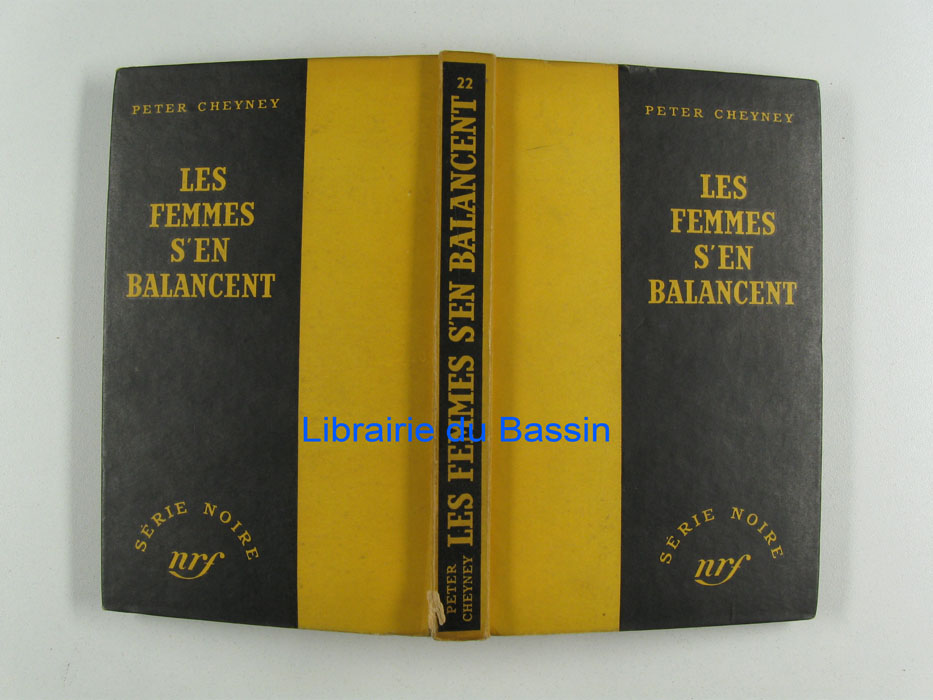 PETER CHEYNEY
LES
FEMMES
S'EN
BALANCENT
SÉRIE NOIRE
nrf
22
LES FEMMES S'EN BALANCENT
PETER
CHEYNEY
PETER CHEYNEY
LES
FEMMES
S'EN
BALANCENT
SÉRIE NOIRE
nrf
Librairie du Bassin